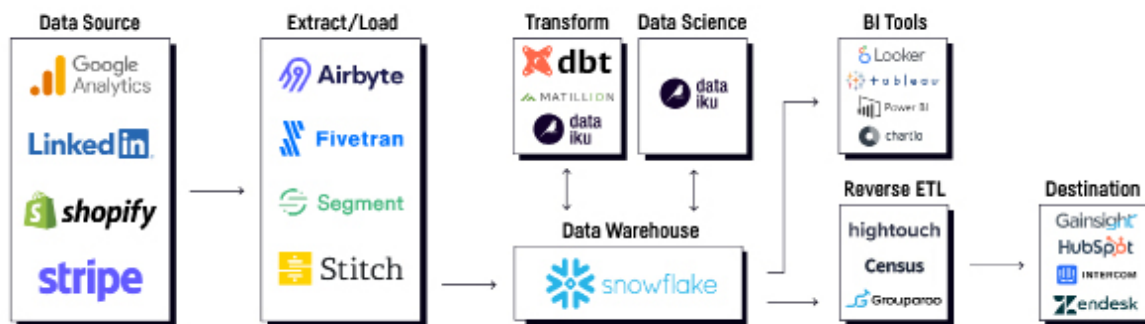 Data Source
Google
Analytics
Linked in
shopify
stripe
Extract/Load
Airbyte
Fivetran
Segment
Stitch
Transform
dbt
MATILLION
data
iku
Data Science
data
iku
Data Warehouse
snowflake
BI Tools
Looker
+ a b l e a u
Power BI
chartio
Reverse ETL
hightouch
Census
Grouparoo
Destination
Gainsight
HubSpot
INTERCOM
Zendesk